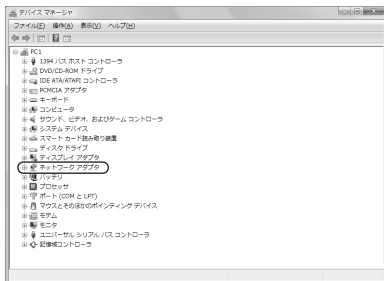 デバイス マネージャ
ファイル(F) 操作(A) 表示(V) ヘルプ(H)
PC1
1394 バス ホスト コントローラ
DVD/CD-ROM ドライブ
IDE ATA/ATAPI コントローラ
PCMCIA アダプタ
キーボード
コンピュータ
サウンド、ビデオ、およびゲーム コントローラ
システム デバイス
スマート カード読み取り装置
ディスク ドライブ
ディスプレイ アダプタ
ネットワーク アダプタ
バッテリ
プロセッサ
ポート (COM と LPT)
マウスとそのほかのポインティング デバイス
モデム
モニタ
ユニバーサル シリアル バス コントローラ
記憶域コントローラ